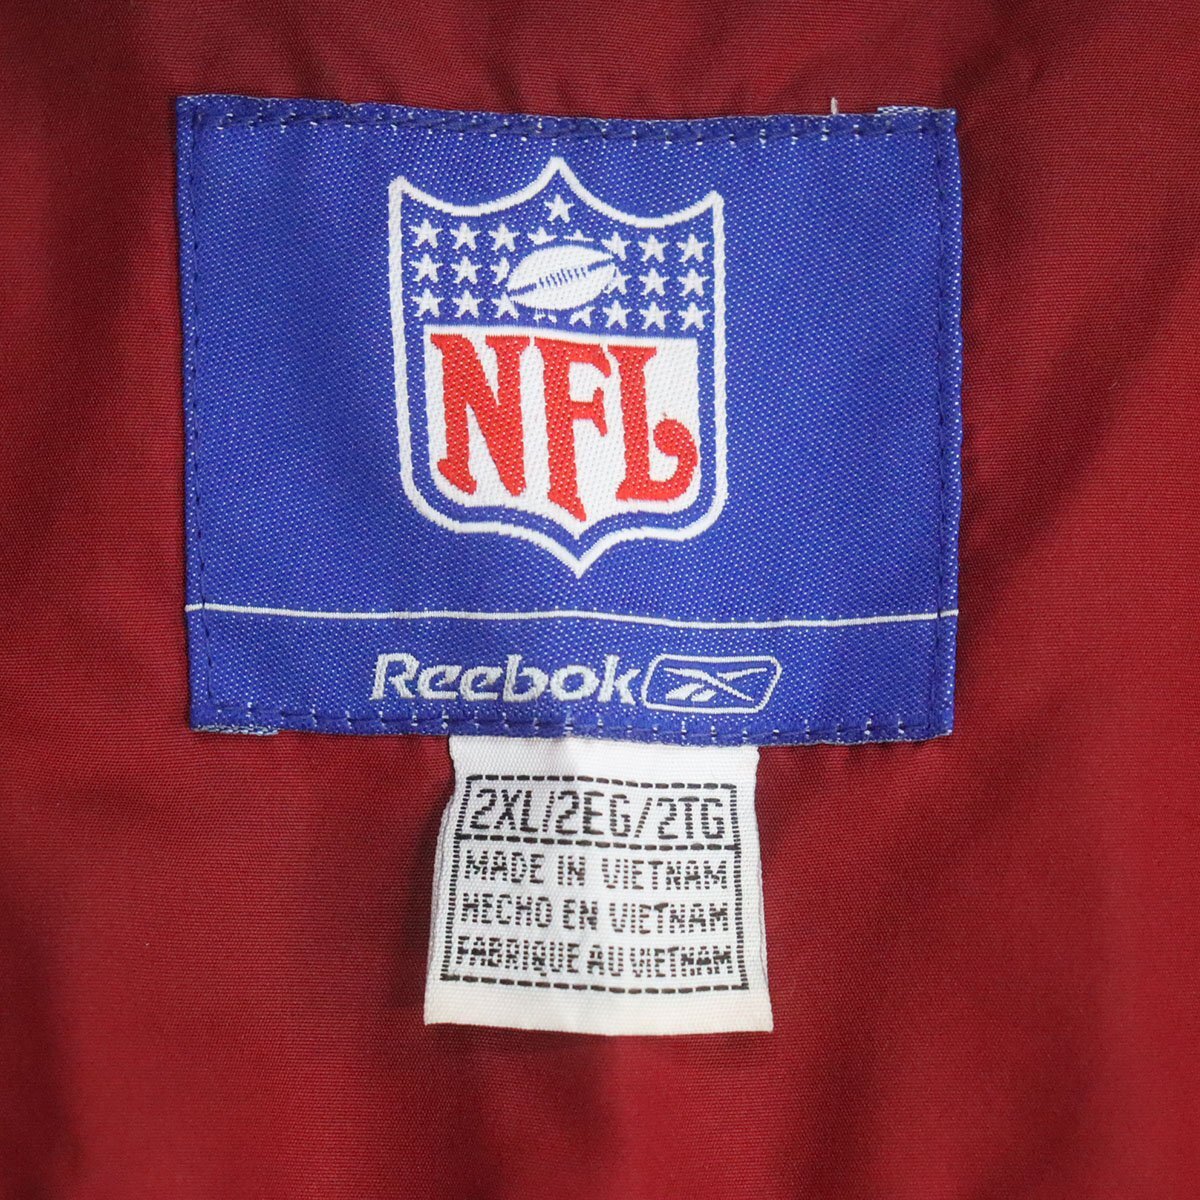 NFL
Reebok
2XL/2EG/2TG
MADE IN VIETNAM
HECHO EN VIETNAM
FABRIQUE AU VIETNAM